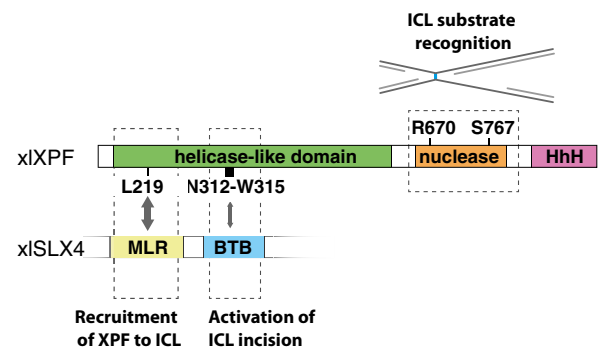 ICL substrate
recognition
R670 S767
xlXPF helicase-like domain nuclease HhH
L219 N312-W315
xlSLX4 MLR BTB
Recruitment Activation of
of XPF to ICL ICL incision